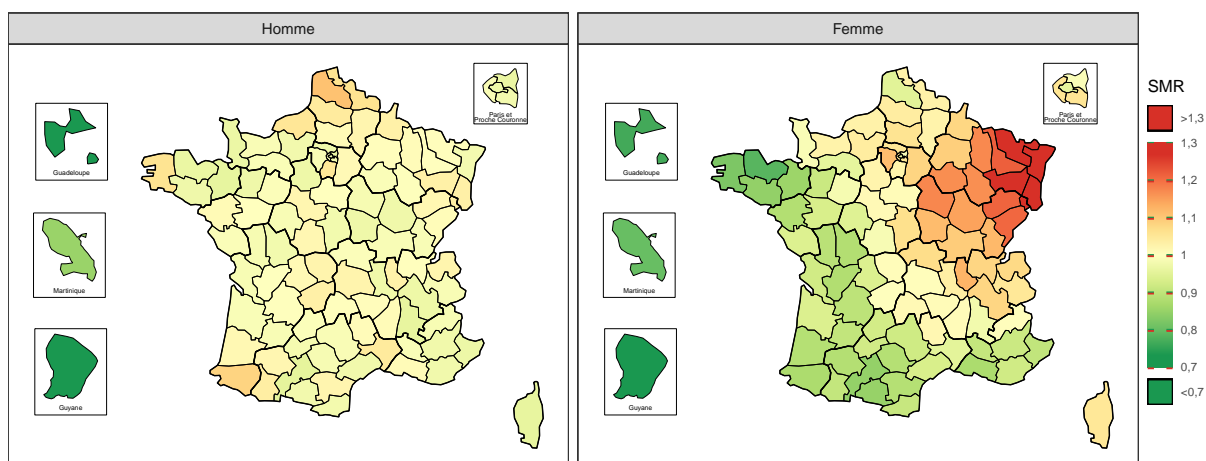 Homme
Femme
Paris et
Proche Couronne
Guadeloupe
Martinique
Guyane
Paris et
Proche Couronne
Guadeloupe
Martinique
Guyane
SMR
>1,3
1,3
1,2
1,1
1
0,9
0,8
0,7
<0,7